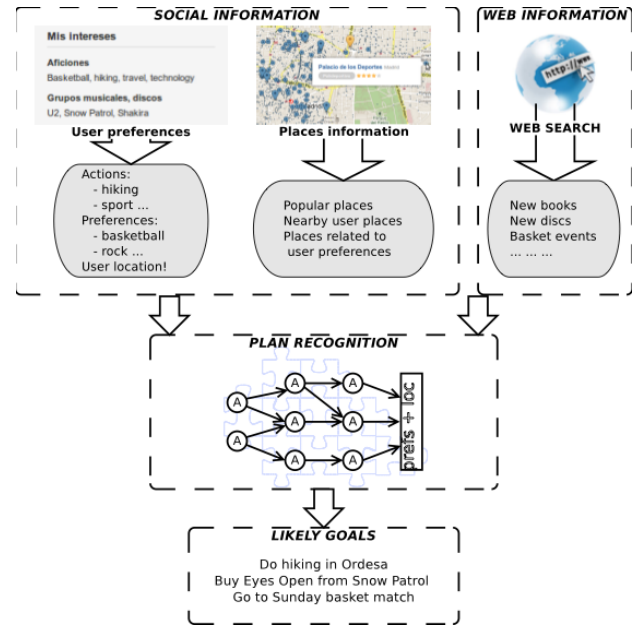 SOCIAL INFORMATION
WEB INFORMATION
Mis intereses
Aficiones
Basketball, hiking, travel, technology
Grupos musicales, discos
U2, Snow Patrol, Shakira
Palacio de los Deportes
http://www
User preferences
Places information
WEB SEARCH
Actions:
- hiking
- sport ...
Preferences:
- basketball
- rock ...
User location!
Popular places
Nearby user places
Places related to
user preferences
New books
New discs
Basket events
... ... ...
PLAN RECOGNITION
A
A
A
A
A
A
A
A
prefs + loc
LIKELY GOALS
Do hiking in Ordesa
Buy Eyes Open from Snow Patrol
Go to Sunday basket match